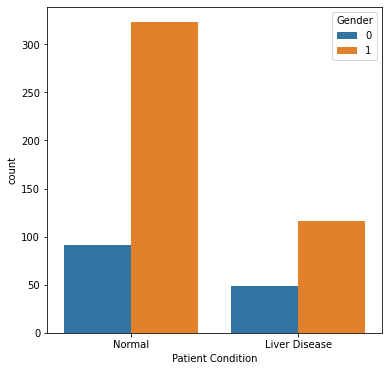 Gender
0
1
300
250
200
150
100
50
0
count
Normal
Liver Disease
Patient Condition